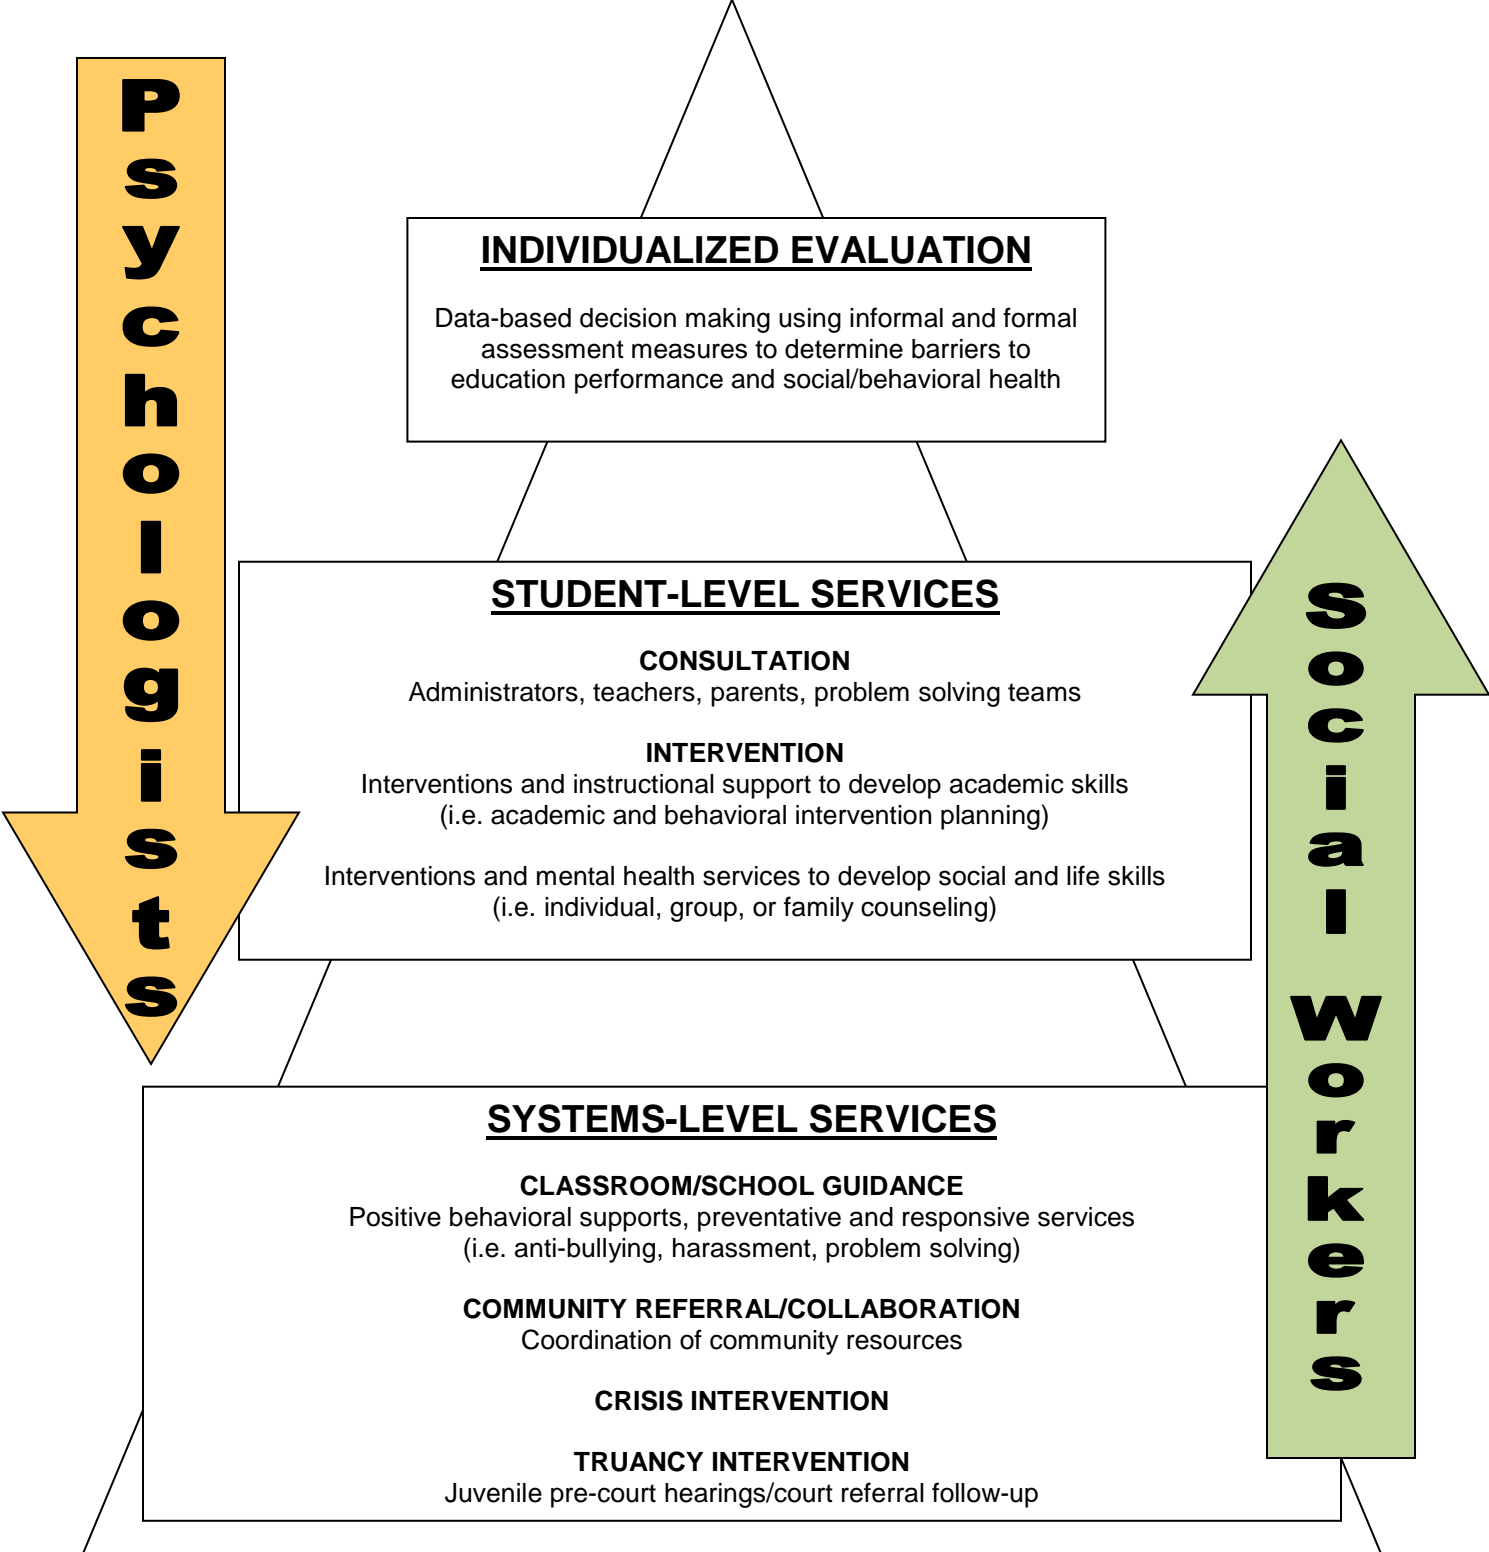 Psychologists
INDIVIDUALIZED EVALUATION
Data-based decision making using informal and formal
assessment measures to determine barriers to
education performance and social/behavioral health
STUDENT-LEVEL SERVICES
CONSULTATION
Administrators, teachers, parents, problem solving teams
INTERVENTION
Interventions and instructional support to develop academic skills
(i.e. academic and behavioral intervention planning)
Interventions and mental health services to develop social and life skills
(i.e. individual, group, or family counseling)
SYSTEMS-LEVEL SERVICES
CLASSROOM/SCHOOL GUIDANCE
Positive behavioral supports, preventative and responsive services
(i.e. anti-bullying, harassment, problem solving)
COMMUNITY REFERRAL/COLLABORATION
Coordination of community resources
CRISIS INTERVENTION
TRUANCY INTERVENTION
Juvenile pre-court hearings/court referral follow-up
Social Workers